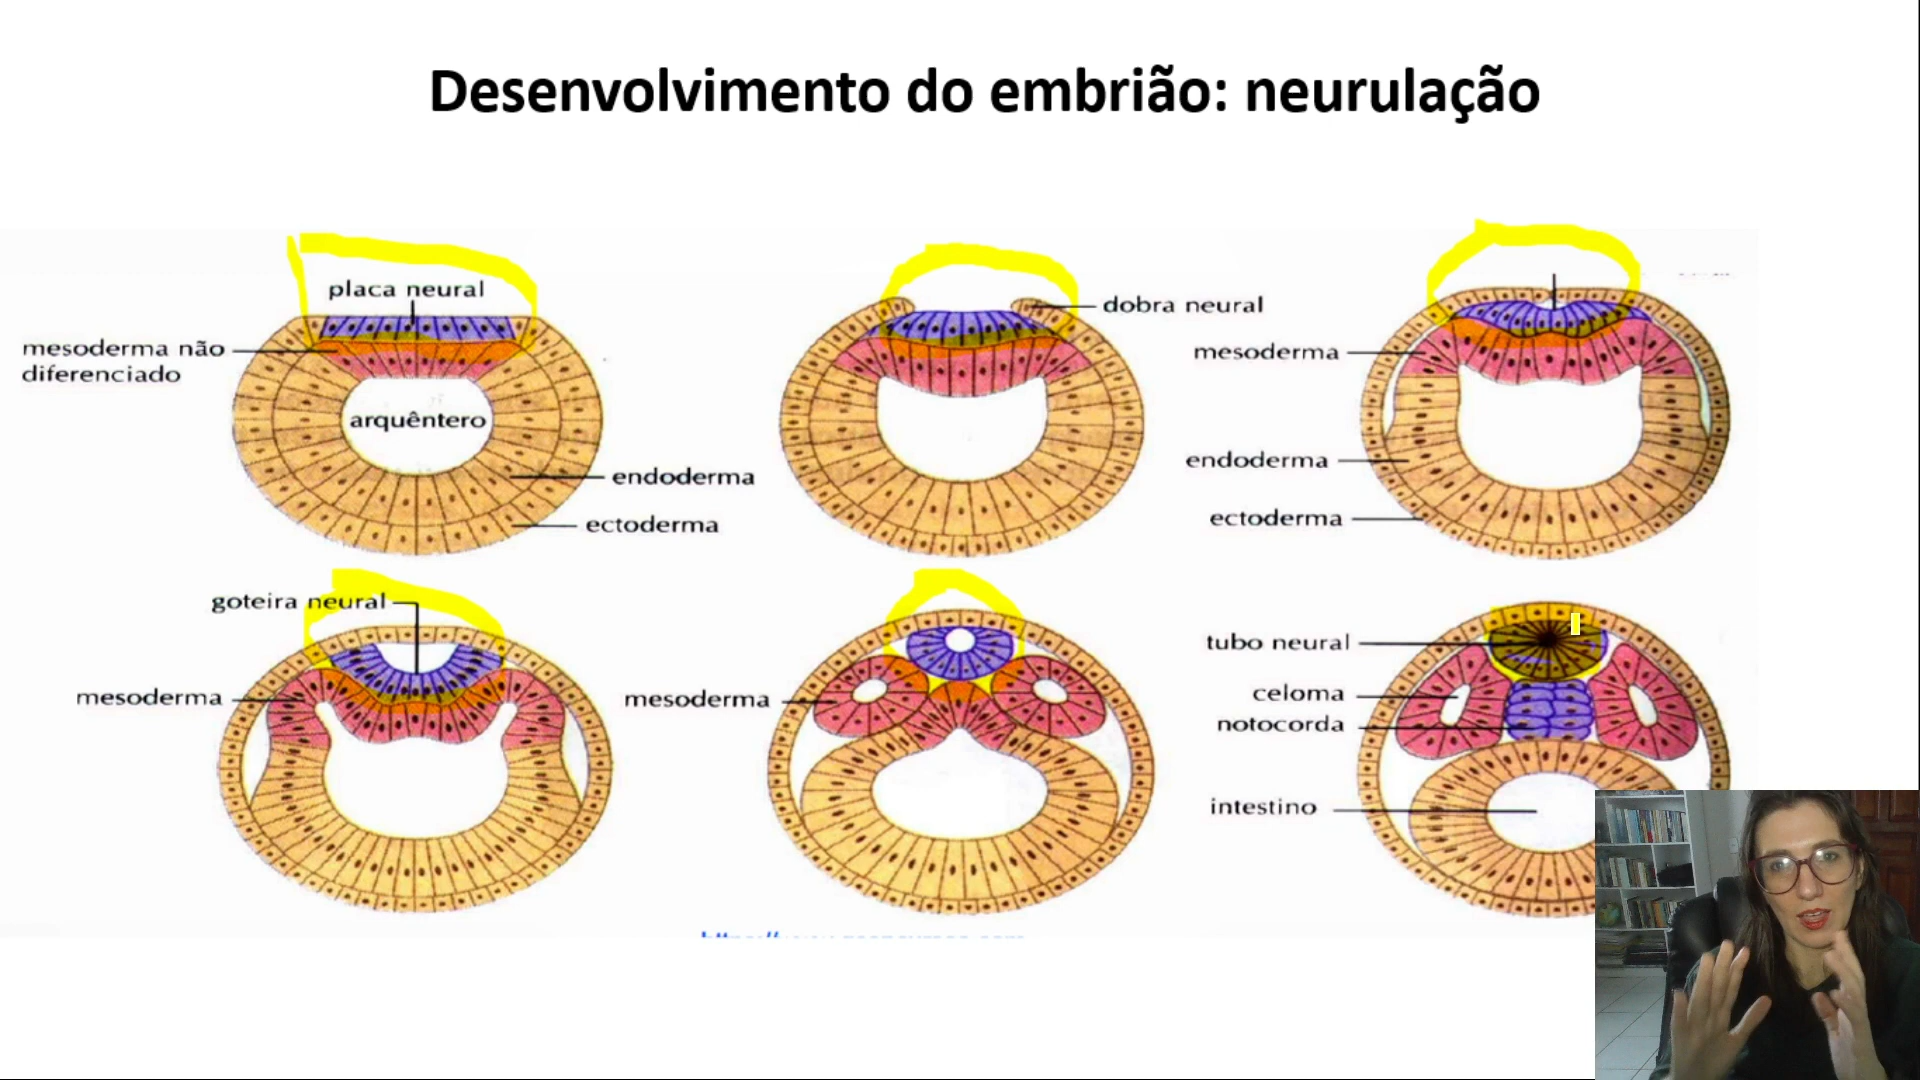 Desenvolvimento do embrião: neurulação
placa neural
mesoderma não
diferenciado
arquêntero
endoderma
ectoderma
dobra neural
mesoderma
endoderma
ectoderma
goteira neural
mesoderma
mesoderma
tubo neural
celoma
notocorda
intestino